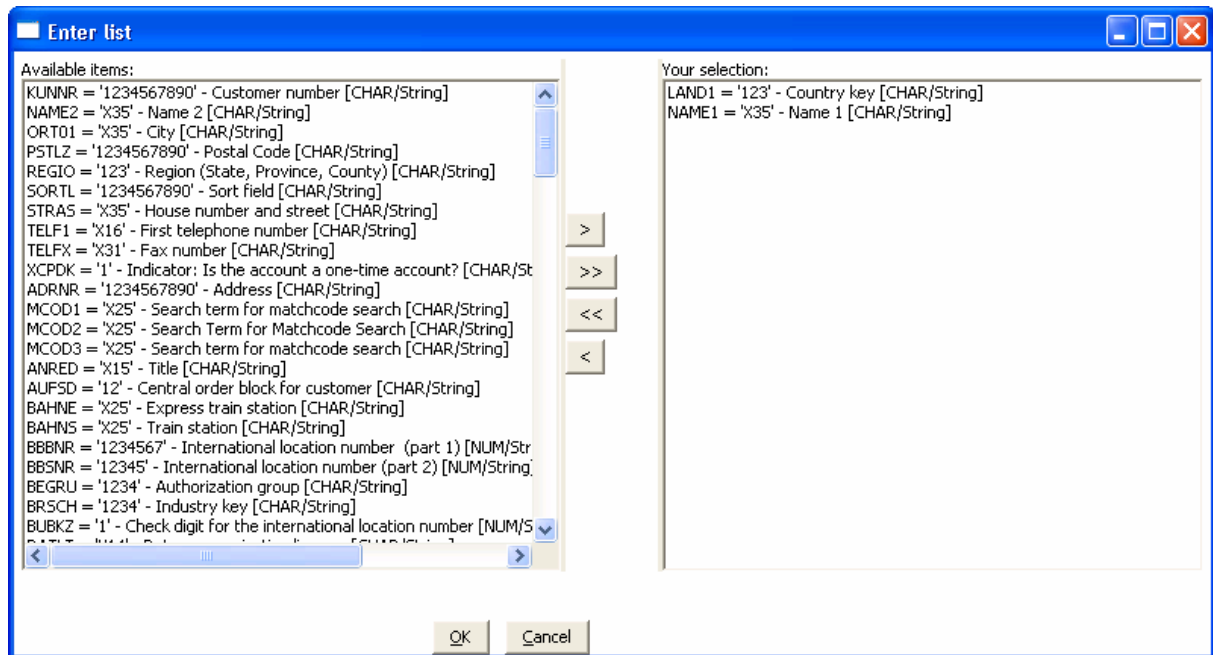 Enter list
Available items:
KUNNR = '1234567890' - Customer number [CHAR/String]
NAME2 = 'X35' - Name 2 [CHAR/String]
ORT01 = 'X35' - City [CHAR/String]
PSTLZ = '1234567890' - Postal Code [CHAR/String]
REGIO = '123' - Region (State, Province, County) [CHAR/String]
SORTL = '1234567890' - Sort field [CHAR/String]
STRAS = 'X35' - House number and street [CHAR/String]
TELF1 = 'X16' - First telephone number [CHAR/String]
TELFX = 'X31' - Fax number [CHAR/String]
XCPDK = '1' - Indicator: Is the account a one-time account? [CHAR/St
ADRNR = '1234567890' - Address [CHAR/String]
MCOD1 = 'X25' - Search term for matchcode search [CHAR/String]
MCOD2 = 'X25' - Search Term for Matchcode Search [CHAR/String]
MCOD3 = 'X25' - Search term for matchcode search [CHAR/String]
ANRED = 'X15' - Title [CHAR/String]
AUFSD = '12' - Central order block for customer [CHAR/String]
BAHNE = 'X25' - Express train station [CHAR/String]
BAHNS = 'X25' - Train station [CHAR/String]
BBBNR = '1234567' - International location number (part 1) [NUM/Str
BBSNR = '12345' - International location number (part 2) [NUM/String]
BEGRU = '1234' - Authorization group [CHAR/String]
BRSCH = '1234' - Industry key [CHAR/String]
BUBKZ = '1' - Check digit for the international location number [NUM/S
>
>>
<<
<
Your selection:
LAND1 = '123' - Country key [CHAR/String]
NAME1 = 'X35' - Name 1 [CHAR/String]
OK
Cancel